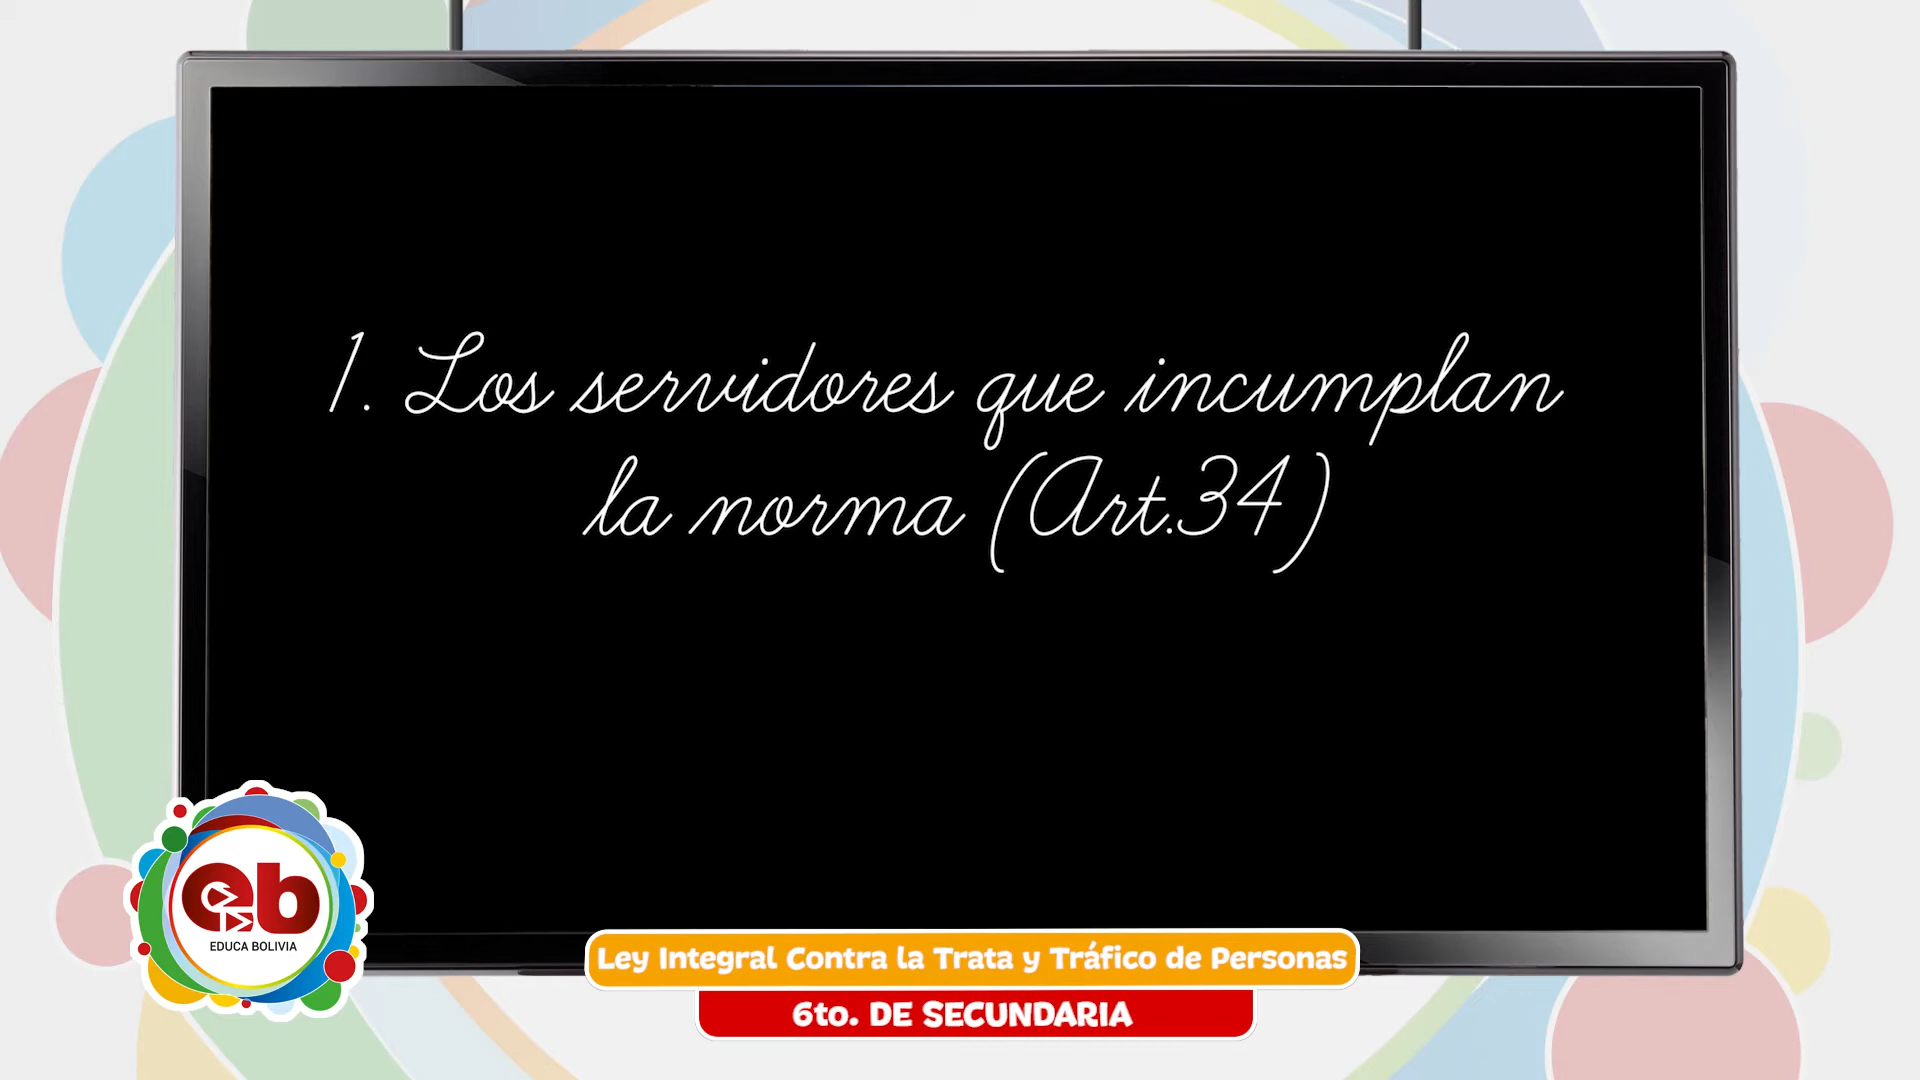 1. Los servidores que incumplan
la norma (Art.34)
eb
EDUCA BOLIVIA
Ley Integral Contra la Trata y Tráfico de Personas
6to. DE SECUNDARIA